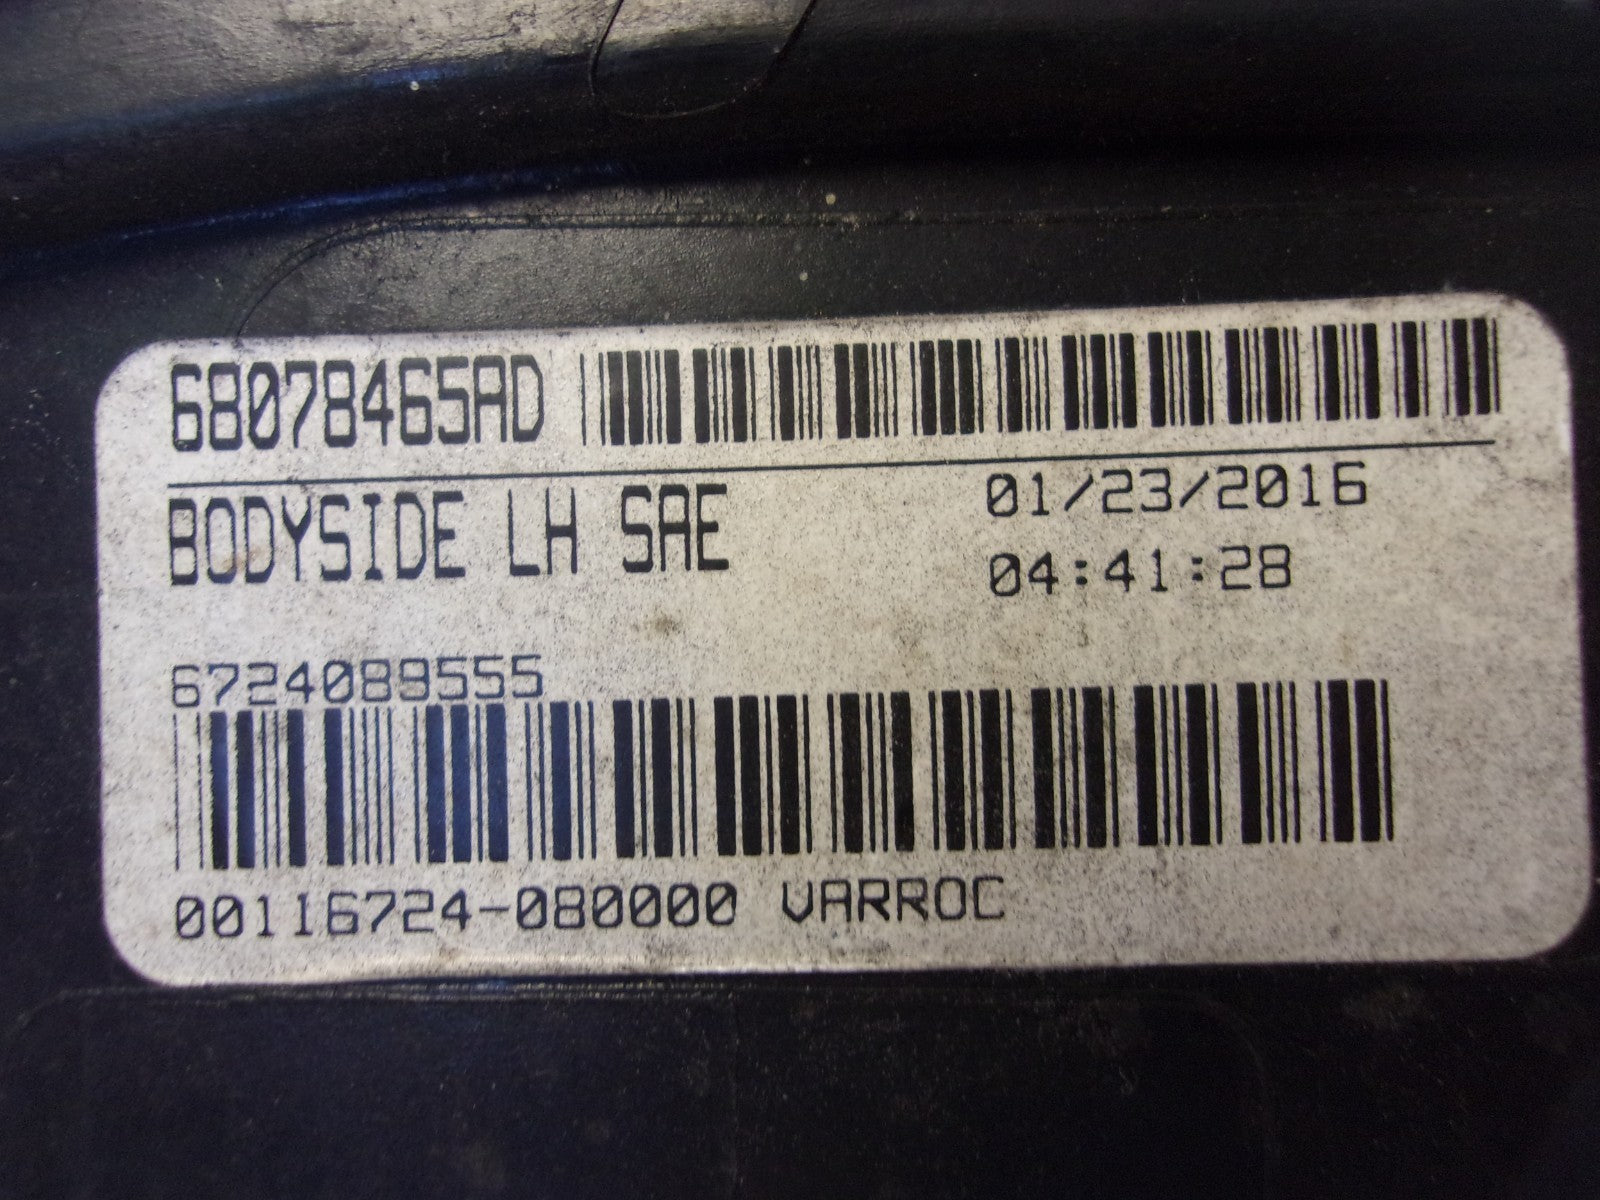 68078465AD
BODYSIDE LH SAE
01/23/2016
04:41:28
6724089555
00116724-080000 VARROC